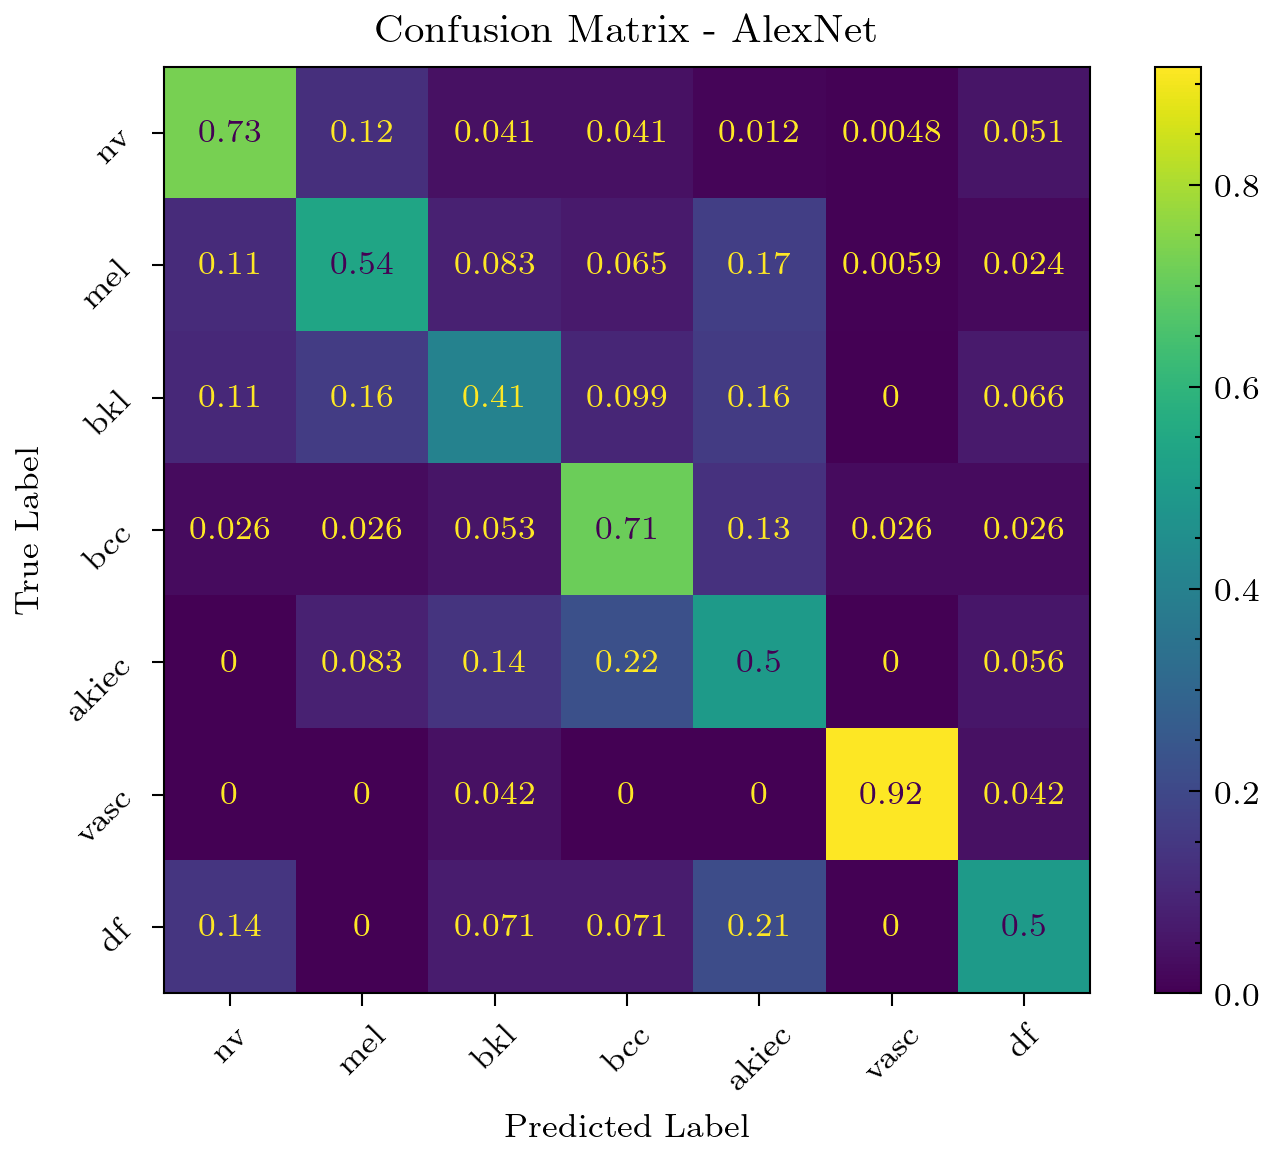 Confusion Matrix - AlexNet
nv 0.73 0.12 0.041 0.041 0.012 0.0048 0.051
mel 0.11 0.54 0.083 0.065 0.17 0.0059 0.024
bkl 0.11 0.16 0.41 0.099 0.16 0 0.066
bcc 0.026 0.026 0.053 0.71 0.13 0.026 0.026
akiec 0 0.083 0.14 0.22 0.5 0 0.056
vasc 0 0 0.042 0 0 0.92 0.042
df 0.14 0 0.071 0.071 0.21 0 0.5
nv mel bkl bcc akiec vasc df
Predicted Label
True Label
0.8
0.6
0.4
0.2
0.0